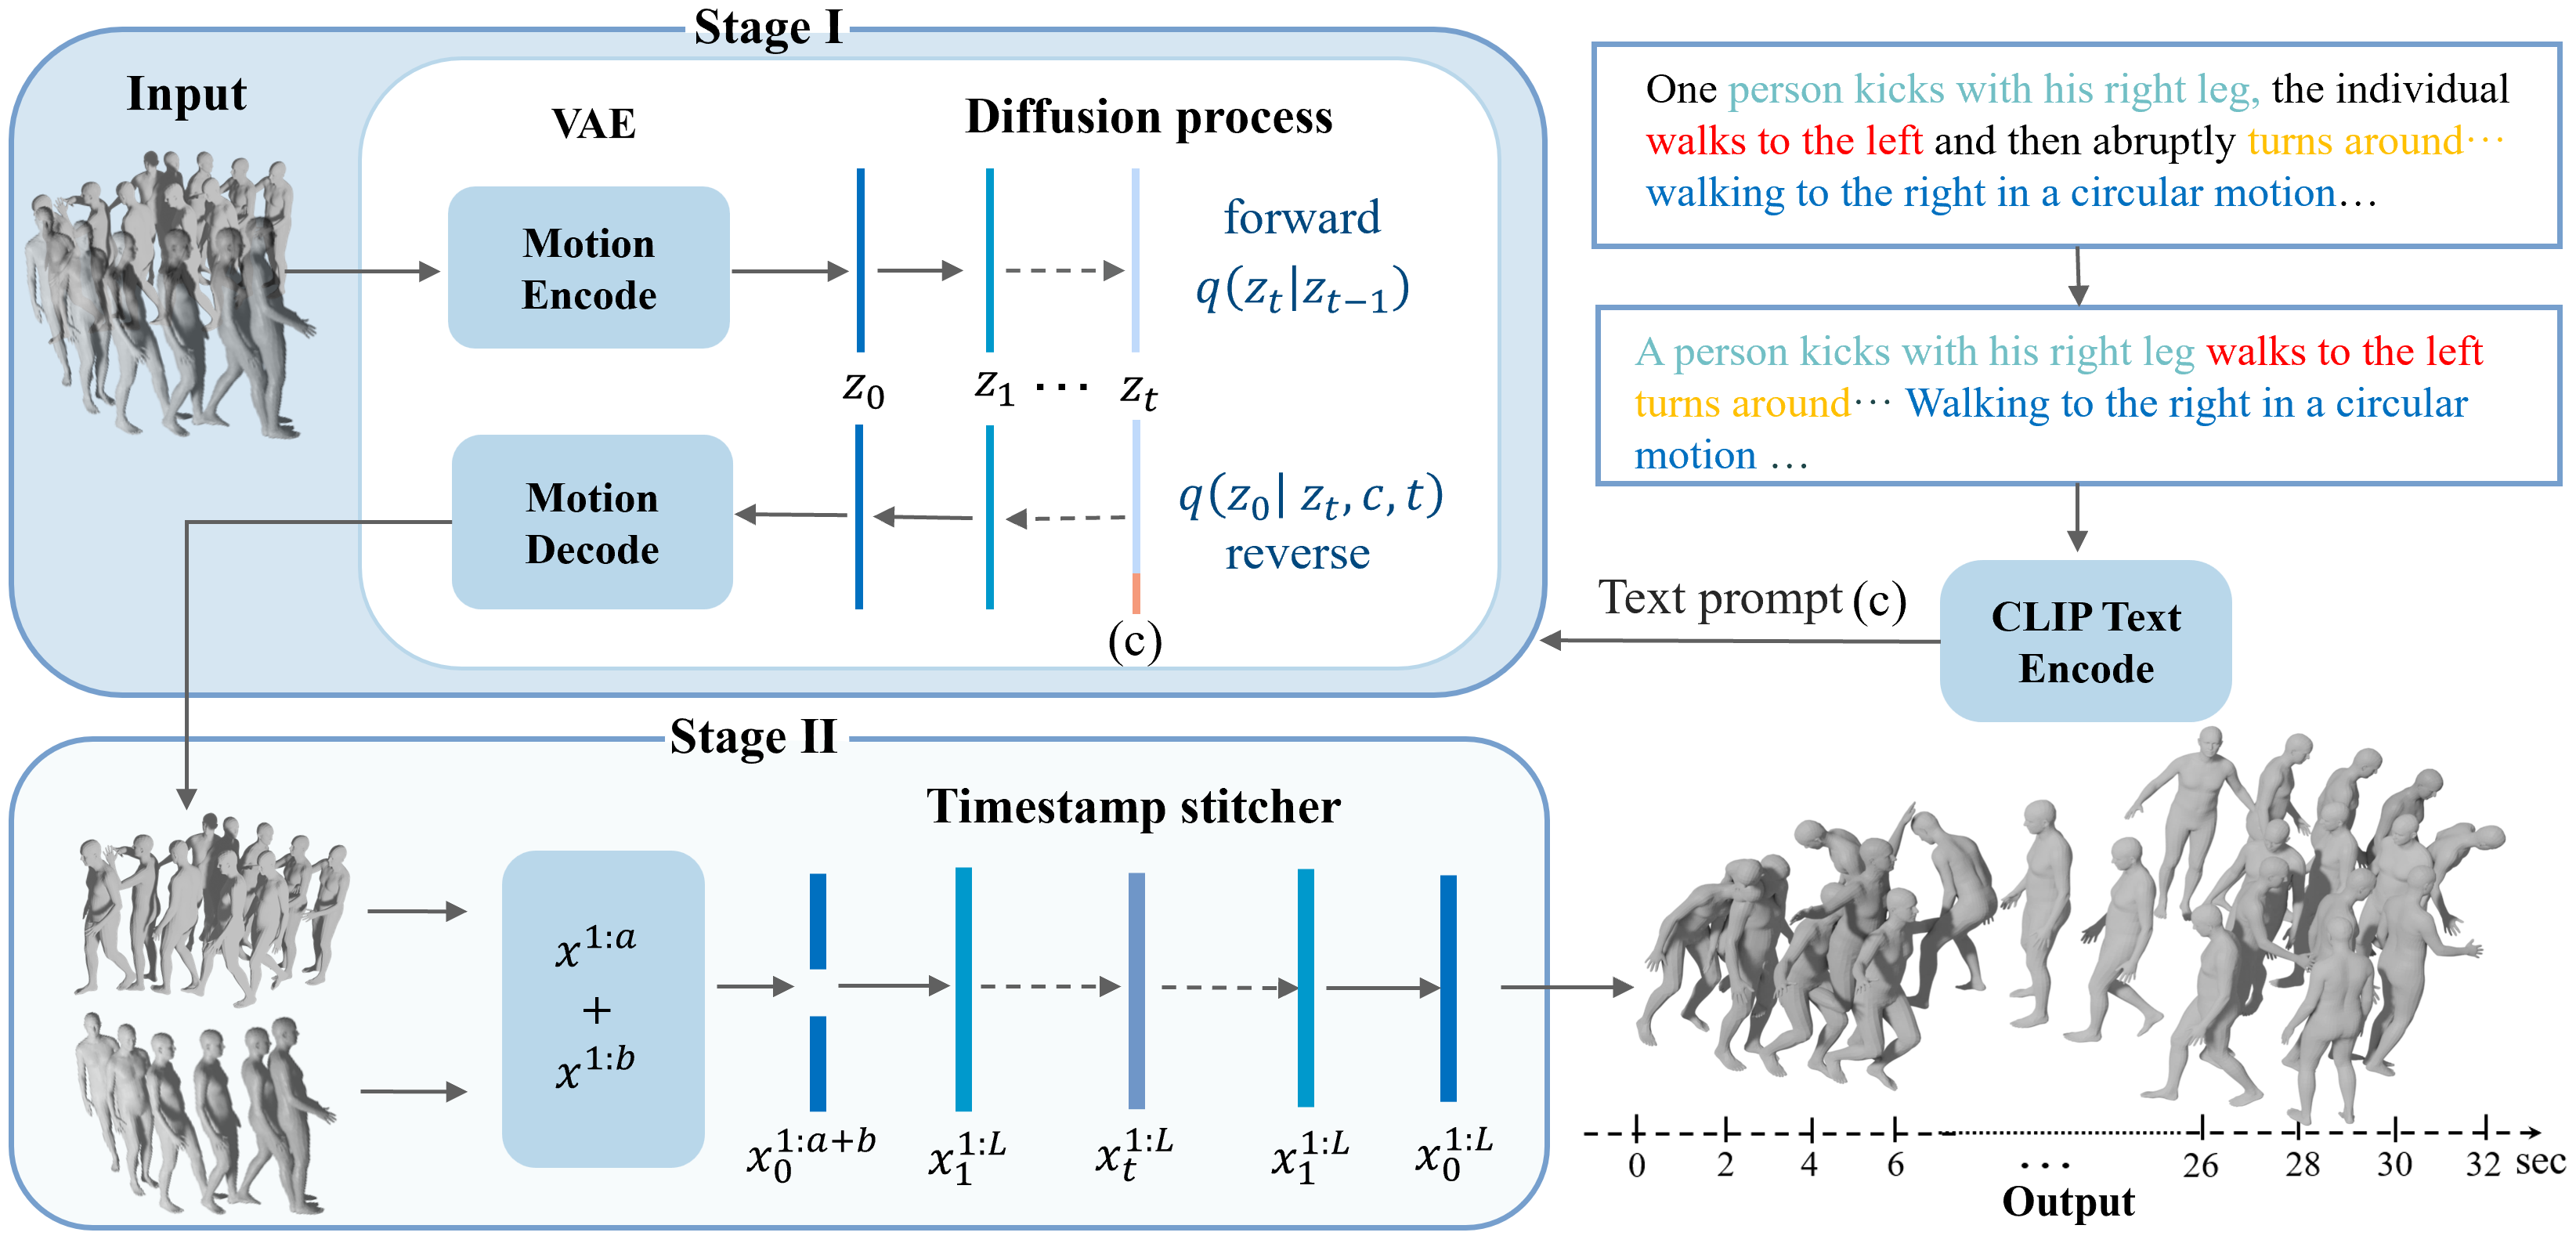 Stage I
Input
VAE
Diffusion process
Motion
Encode
forward
q(z_t|z_{t−1})
z_0
z_1 ··· z_t
Motion
Decode
q(z_0| z_t, c, t)
reverse
(c)
One person kicks with his right leg, the individual
walks to the left and then abruptly turns around···
walking to the right in a circular motion…
A person kicks with his right leg walks to the left
turns around··· Walking to the right in a circular
motion …
Text prompt (c)
CLIP Text
Encode
Stage II
Timestamp stitcher
x^{1:a}
+
x^{1:b}
x_0^{1:a+b}
x_1^{1:L}
x_t^{1:L}
x_1^{1:L}
x_0^{1:L}
0 2 4 6 ··· 26 28 30 32 sec
Output